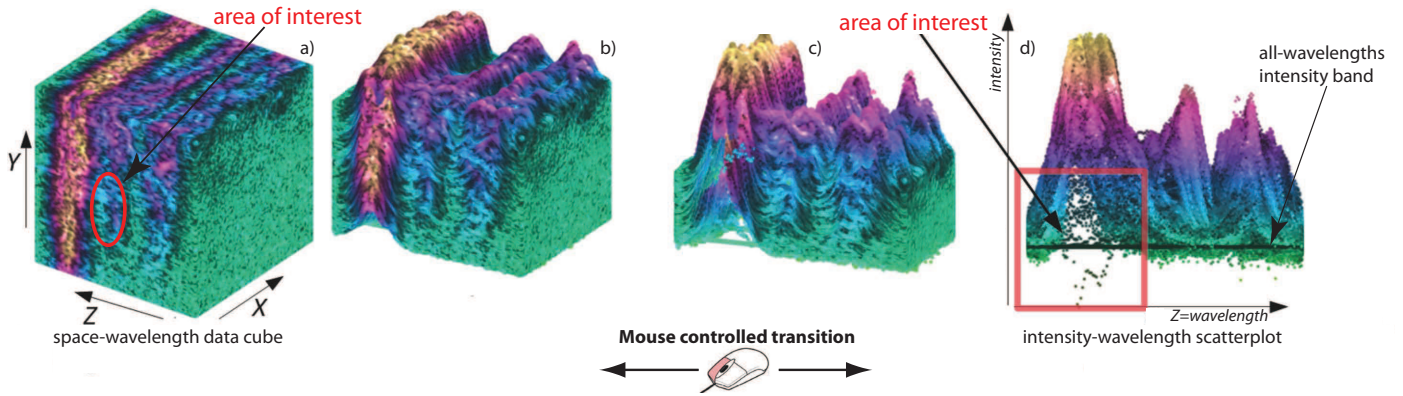 area of interest
a)
Y
Z
X
space-wavelength data cube
b)
c)
Mouse controlled transition
area of interest
d)
intensity
all-wavelengths
intensity band
Z=wavelength
intensity-wavelength scatterplot